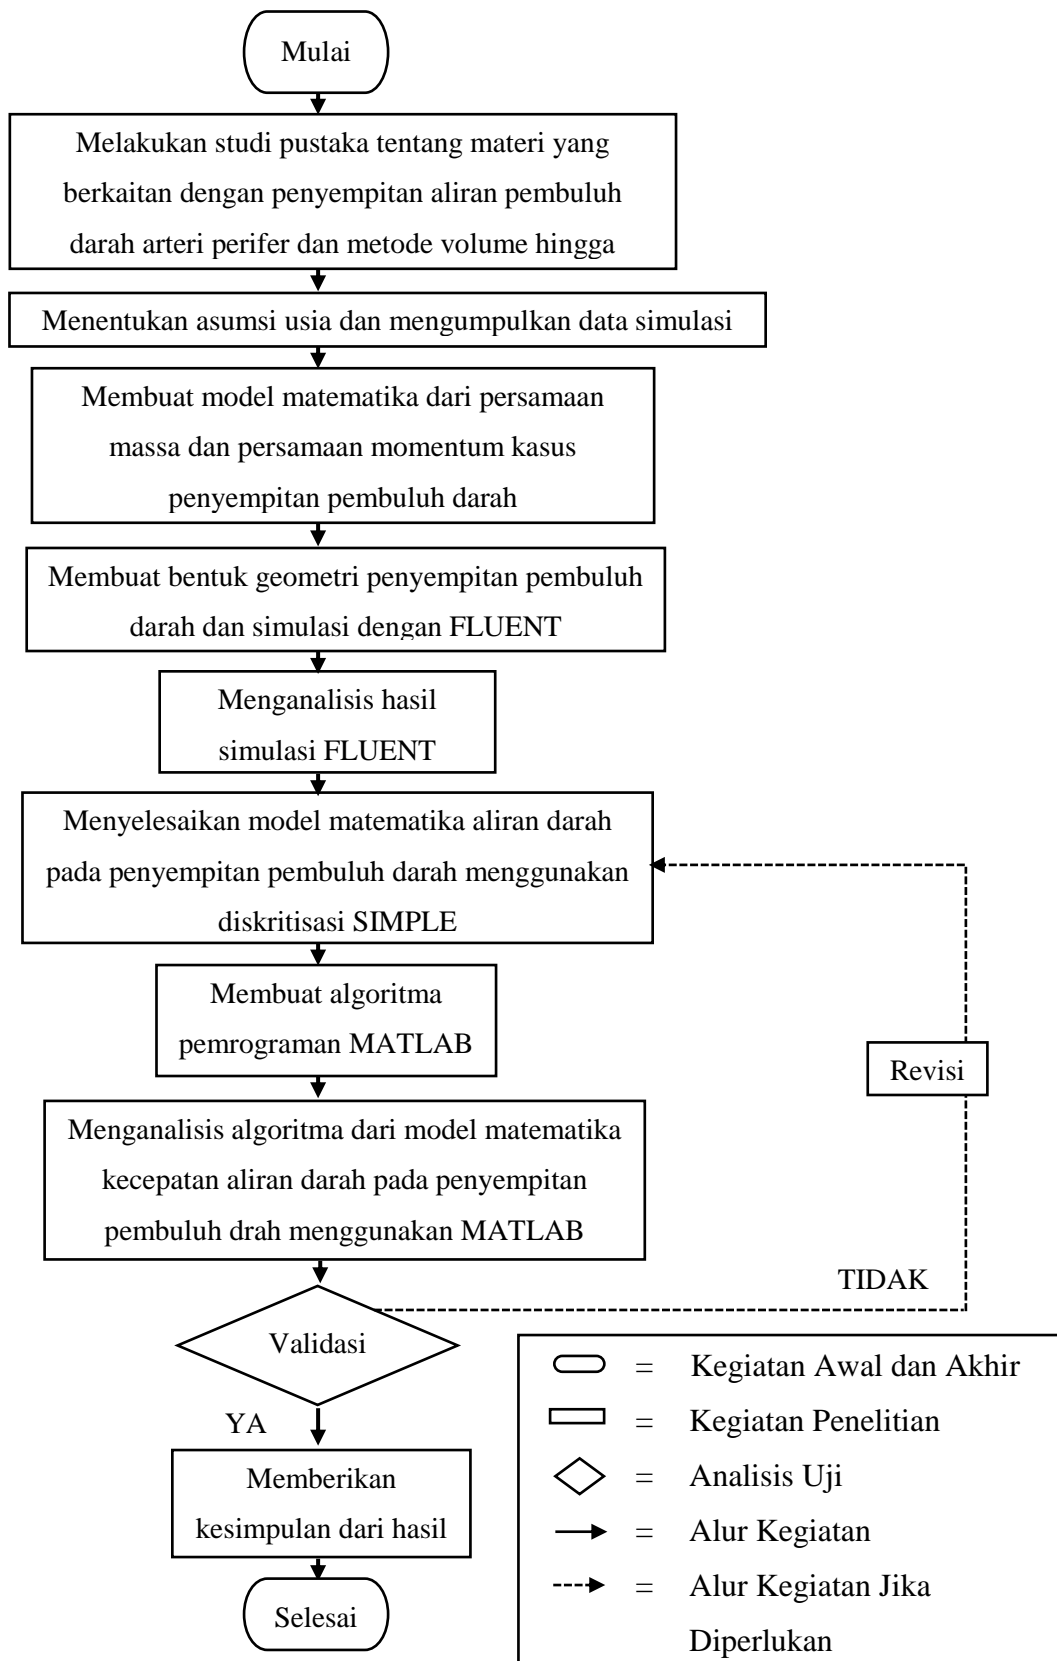 Mulai
Melakukan studi pustaka tentang materi yang
berkaitan dengan penyempitan aliran pembuluh
darah arteri perifer dan metode volume hingga
Menentukan asumsi usia dan mengumpulkan data simulasi
Membuat model matematika dari persamaan
massa dan persamaan momentum kasus
penyempitan pembuluh darah
Membuat bentuk geometri penyempitan pembuluh
darah dan simulasi dengan FLUENT
Menganalisis hasil
simulasi FLUENT
Menyelesaikan model matematika aliran darah
pada penyempitan pembuluh darah menggunakan
diskritisasi SIMPLE
Membuat algoritma
pemrograman MATLAB
Revisi
Menganalisis algoritma dari model matematika
kecepatan aliran darah pada penyempitan
pembuluh drah menggunakan MATLAB
TIDAK
Validasi
YA
Memberikan
kesimpulan dari hasil
Selesai
= Kegiatan Awal dan Akhir
= Kegiatan Penelitian
= Analisis Uji
= Alur Kegiatan
= Alur Kegiatan Jika
Diperlukan